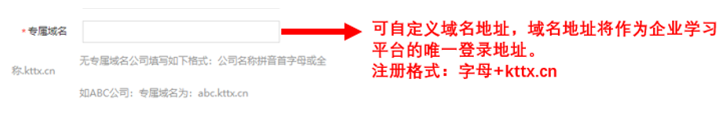 *专属域名
可自定义域名地址，域名地址将作为企业学习
平台的唯一登录地址。
注册格式：字母+kttx.cn
无专属域名公司填写如下格式：公司名称拼音首字母或全
称.kttx.cn
如ABC公司：专属域名为：abc.kttx.cn